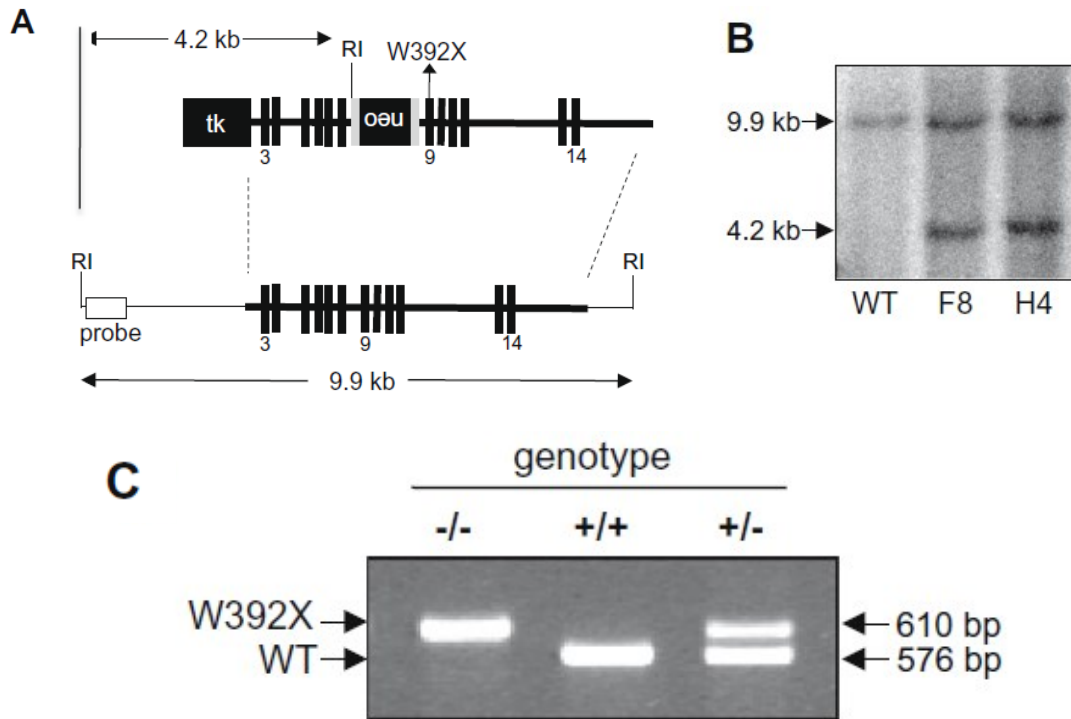 A
4.2 kb
RI
W392X
tk
neo
3
9
14
RI
RI
probe
3
9
14
9.9 kb
B
9.9 kb
4.2 kb
WT F8 H4
C
genotype
-/- +/+ +/-
W392X
610 bp
WT
576 bp